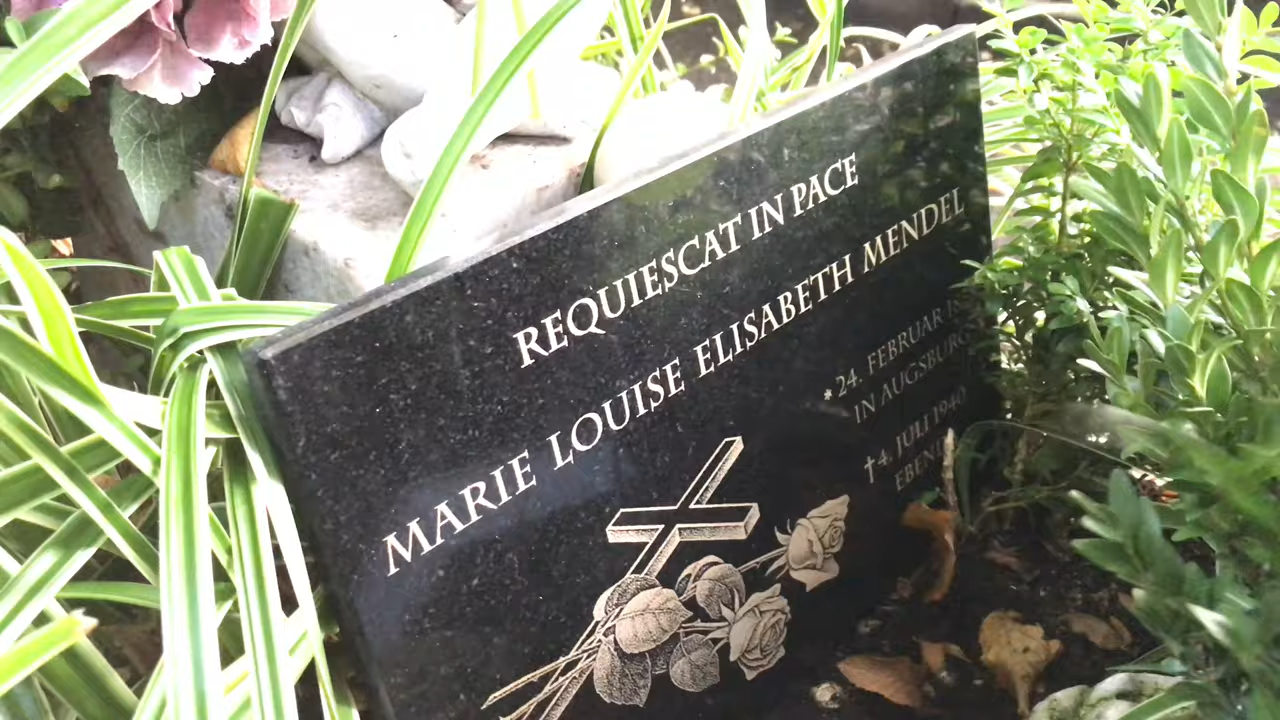 REQUIESCAT IN PACE
MARIE LOUISE ELISABETH MENDEL
* 24. FEBRUAR
IN AUGSBURG
† 4. JULI 1940